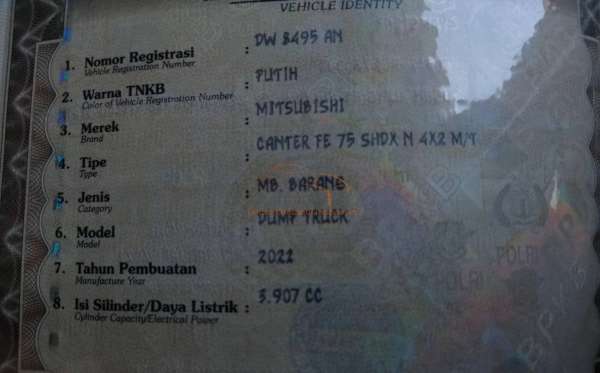 VEHICLE IDENTITY
1. Nomor Registrasi : DW 8495 AN
Vehicle Registration Number
2. Warna TNKB : PUTIH
Color of Vehicle Registration Number
3. Merek : MITSUBISHI
Brand
4. Tipe : CANTER FE 75 SHDX N 4X2 M/T
Type
5. Jenis : MB. BARANG
Category
6. Model : DUMP TRUCK
Model
7. Tahun Pembuatan : 2022
Manufacture Year
8. Isi Silinder/Daya Listrik : 3.907 CC
Cylinder Capacity/Electrical Power